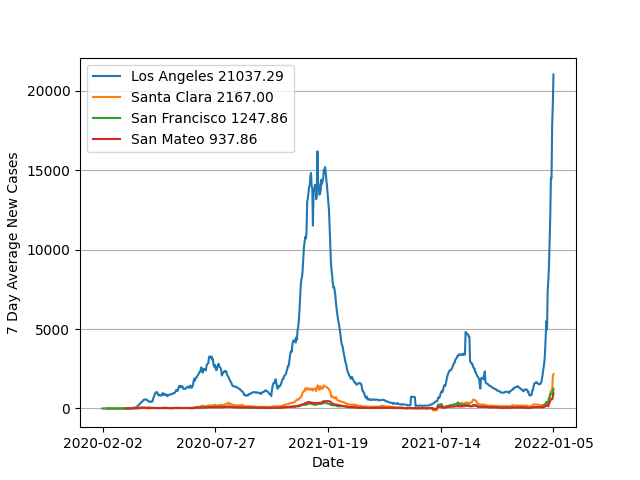 Los Angeles 21037.29
Santa Clara 2167.00
San Francisco 1247.86
San Mateo 937.86
7 Day Average New Cases
20000
15000
10000
5000
0
2020-02-02 2020-07-27 2021-01-19 2021-07-14 2022-01-05
Date